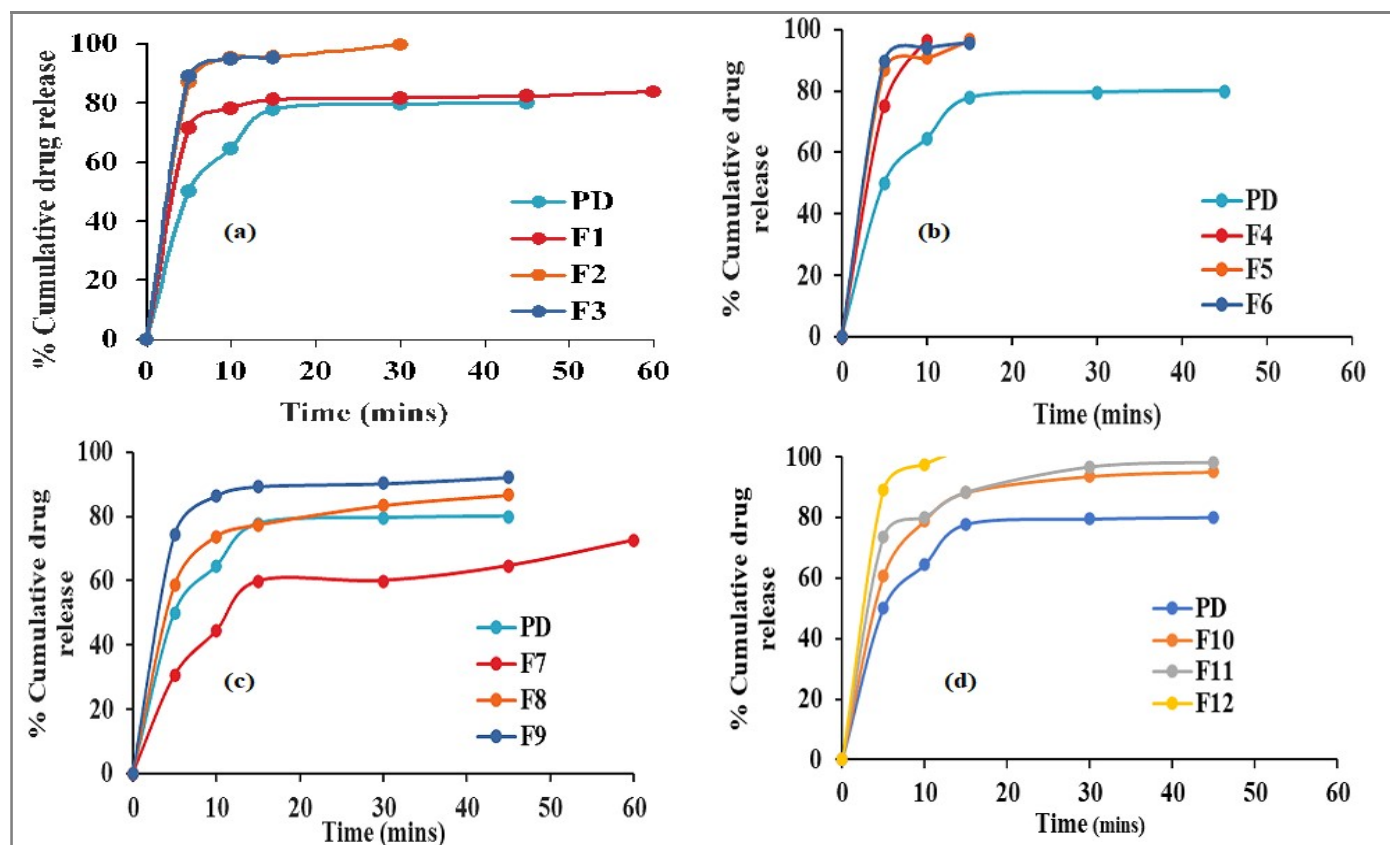 % Cumulative drug release
100
80
60
40
20
0
(a)
PD
F1
F2
F3
0 10 20 30 40 50 60
Time (mins)
% Cumulative drug
release
100
80
60
40
20
0
(b)
PD
F4
F5
F6
0 10 20 30 40 50 60
Time (mins)
% Cumulative drug
release
100
80
60
40
20
0
(c)
PD
F7
F8
F9
0 10 20 30 40 50 60
Time (mins)
% Cumulative drug
release
100
80
60
40
20
0
(d)
PD
F10
F11
F12
0 10 20 30 40 50 60
Time (mins)